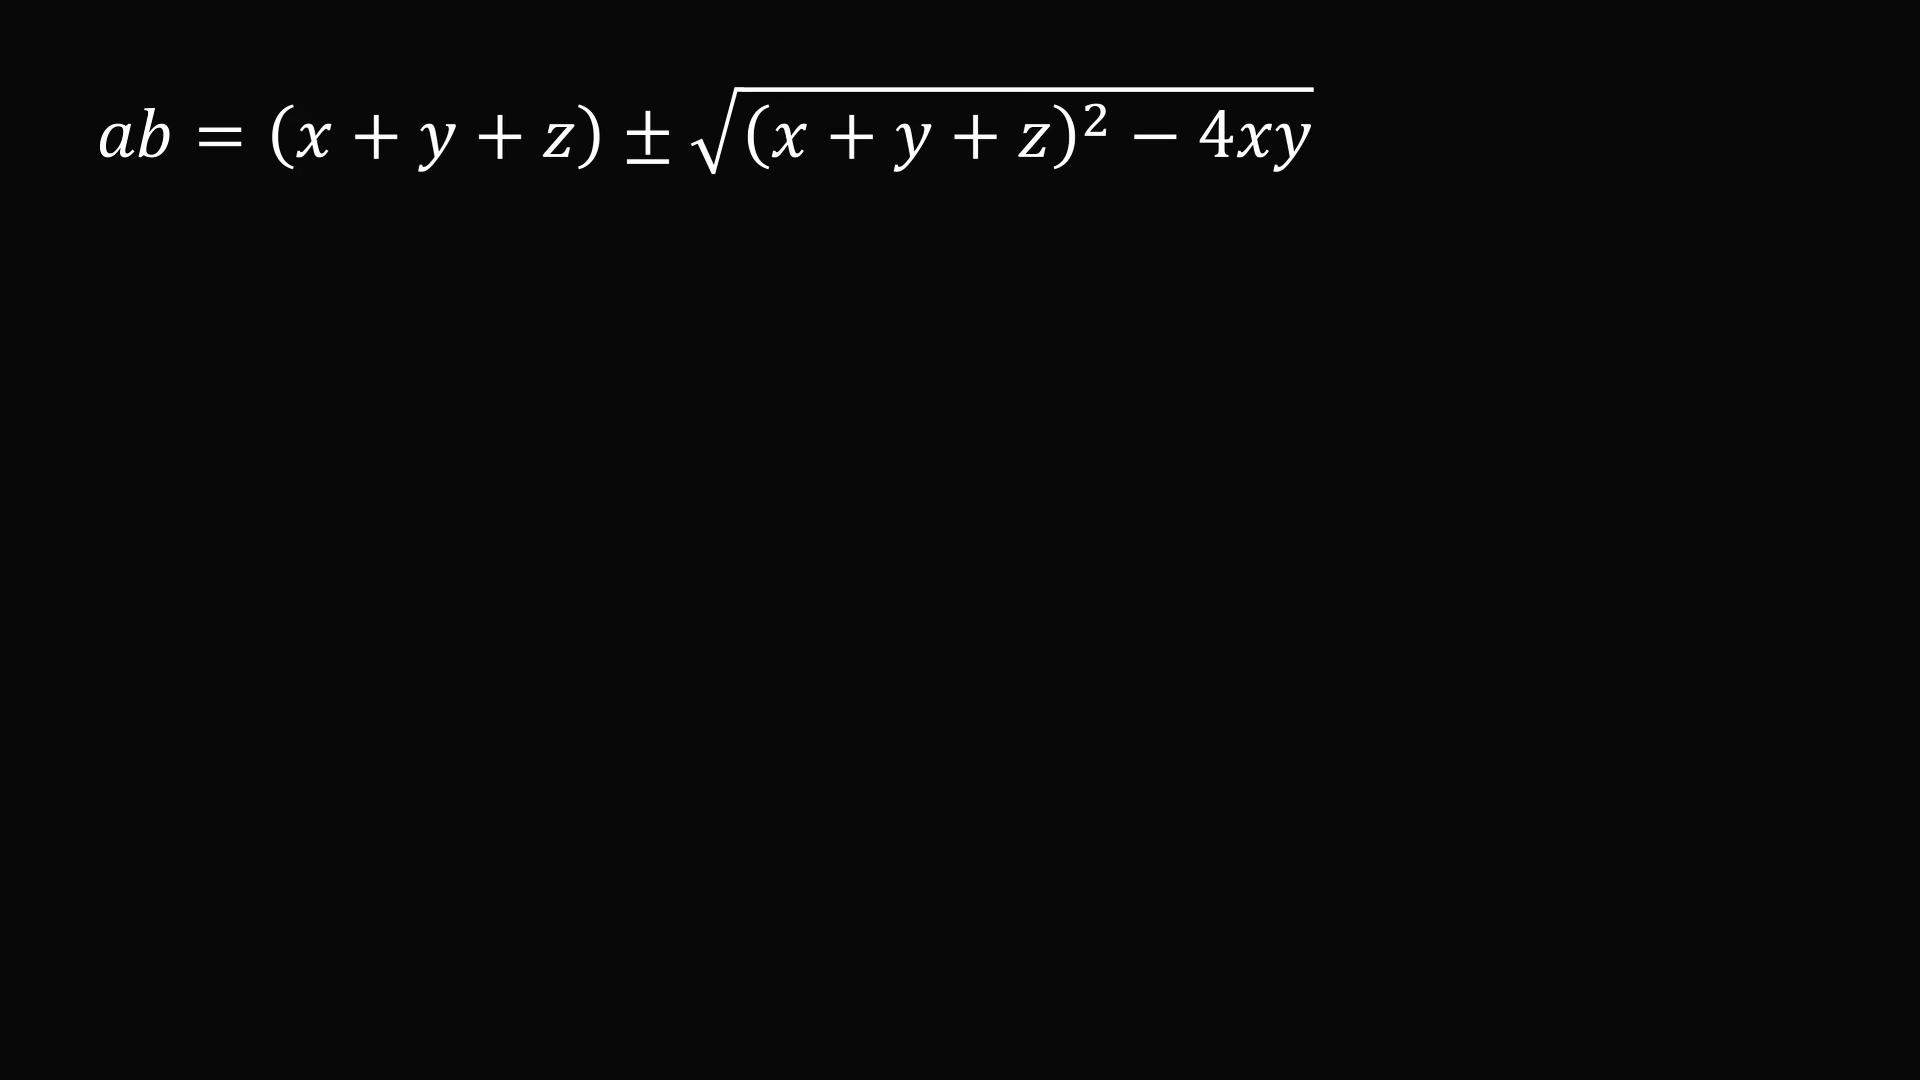 ab = (x + y + z) ± √(x + y + z)² − 4xy